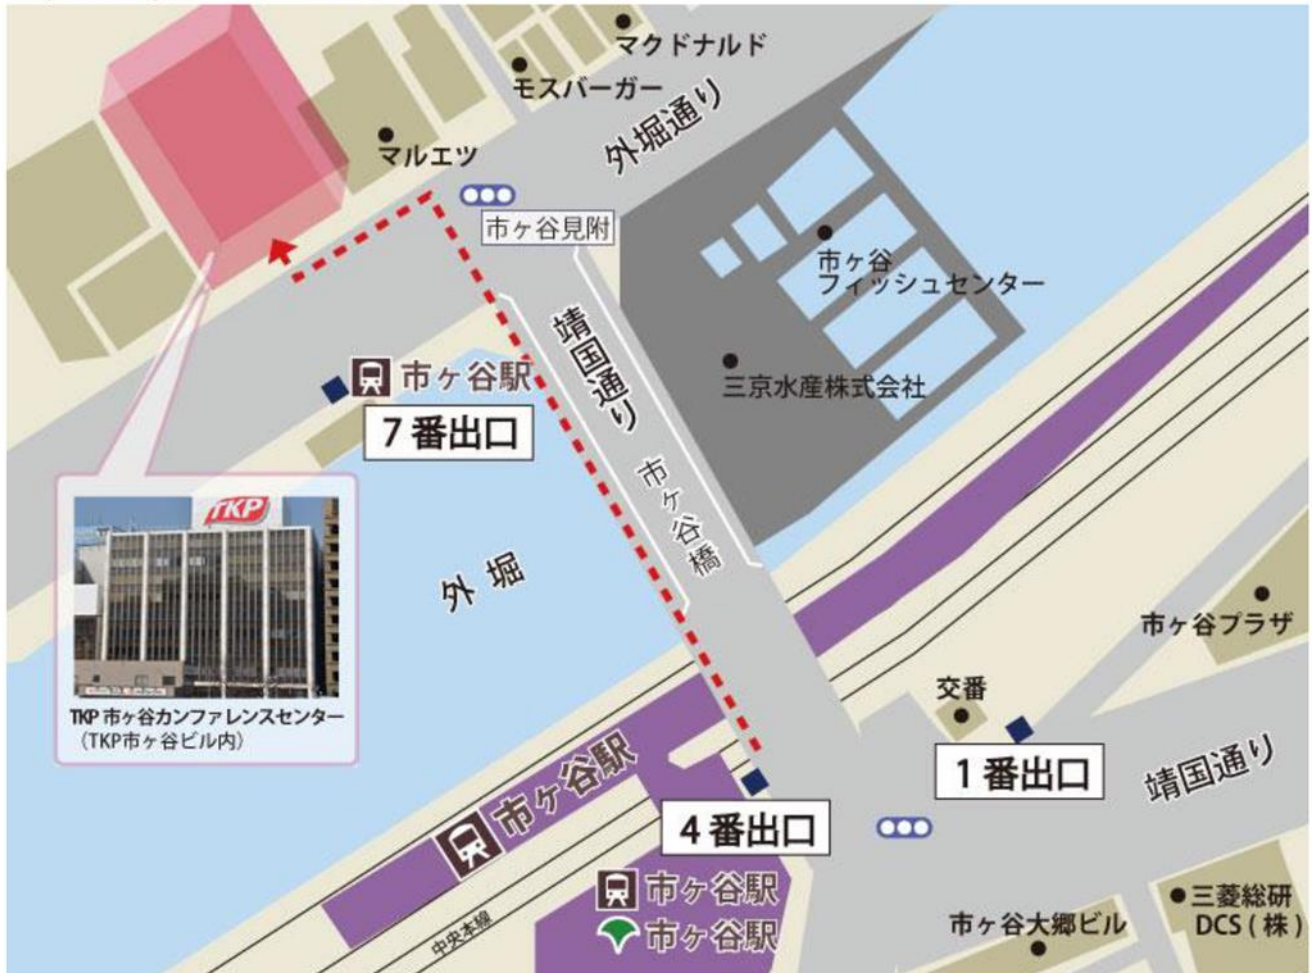 マクドナルド
モスバーガー
外堀通り
マルエツ
市ヶ谷見附
市ヶ谷
フィッシュセンター
靖国通り
三京水産株式会社
市ヶ谷駅
7番出口
市ヶ谷橋
TKP
外堀
市ヶ谷プラザ
TKP 市ヶ谷カンファレンスセンター
（TKP市ヶ谷ビル内）
交番
1番出口
靖国通り
市ヶ谷駅
4番出口
市ヶ谷駅
市ヶ谷駅
中央本線
市ヶ谷大郷ビル
三菱総研
DCS(株)